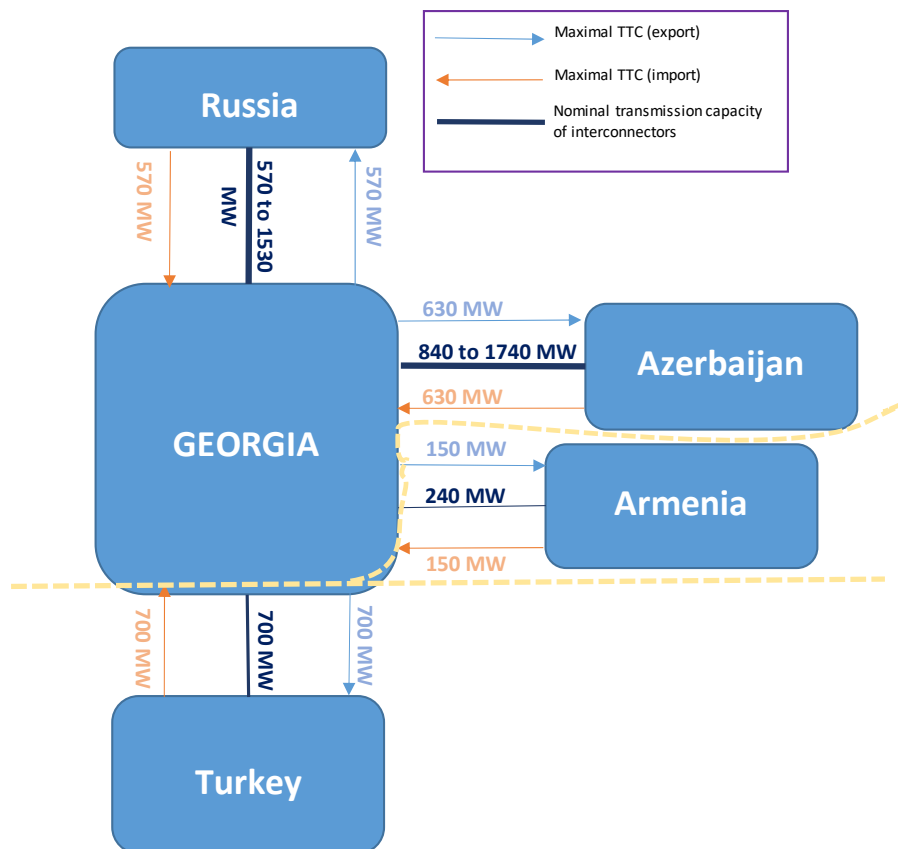 Maximal TTC (export)
Maximal TTC (import)
Nominal transmission capacity
of interconnectors
Russia
570 MW
570 to 1530
MW
570 MW
GEORGIA
630 MW
840 to 1740 MW
630 MW
Azerbaijan
150 MW
240 MW
150 MW
Armenia
700 MW
700 MW
700 MW
Turkey